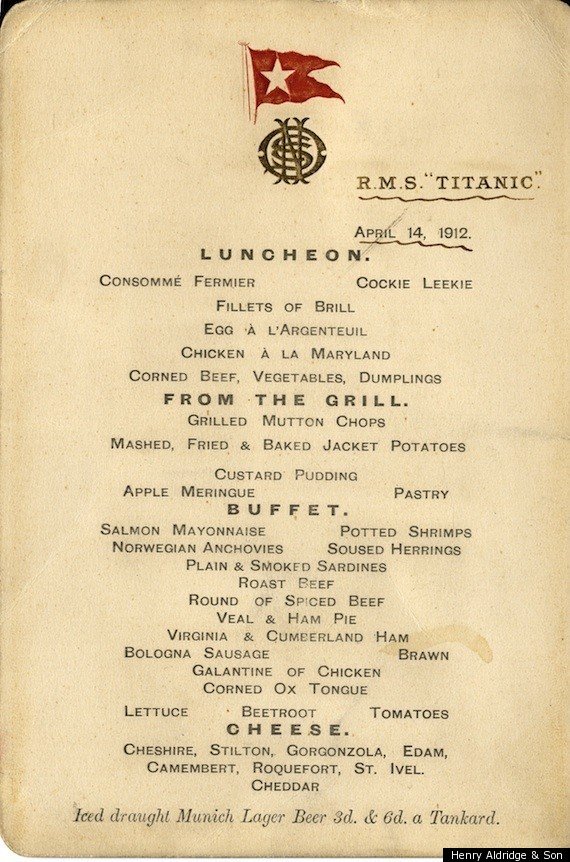 R.M.S. "TITANIC".
APRIL 14, 1912.
LUNCHEON.
CONSOMMÉ FERMIER COCKIE LEEKIE
FILLETS OF BRILL
EGG À L'ARGENTEUIL
CHICKEN À LA MARYLAND
CORNED BEEF, VEGETABLES, DUMPLINGS
FROM THE GRILL.
GRILLED MUTTON CHOPS
MASHED, FRIED & BAKED JACKET POTATOES
CUSTARD PUDDING
APPLE MERINGUE PASTRY
BUFFET.
SALMON MAYONNAISE POTTED SHRIMPS
NORWEGIAN ANCHOVIES SOUSED HERRINGS
PLAIN & SMOKED SARDINES
ROAST BEEF
ROUND OF SPICED BEEF
VEAL & HAM PIE
VIRGINIA & CUMBERLAND HAM
BOLOGNA SAUSAGE BRAWN
GALANTINE OF CHICKEN
CORNED OX TONGUE
LETTUCE BEETROOT TOMATOES
CHEESE.
CHESHIRE, STILTON, GORGONZOLA, EDAM,
CAMEMBERT, ROQUEFORT, ST. IVEL.
CHEDDAR
Iced draught Munich Lager Beer 3d. & 6d. a Tankard.
Henry Aldridge & Son